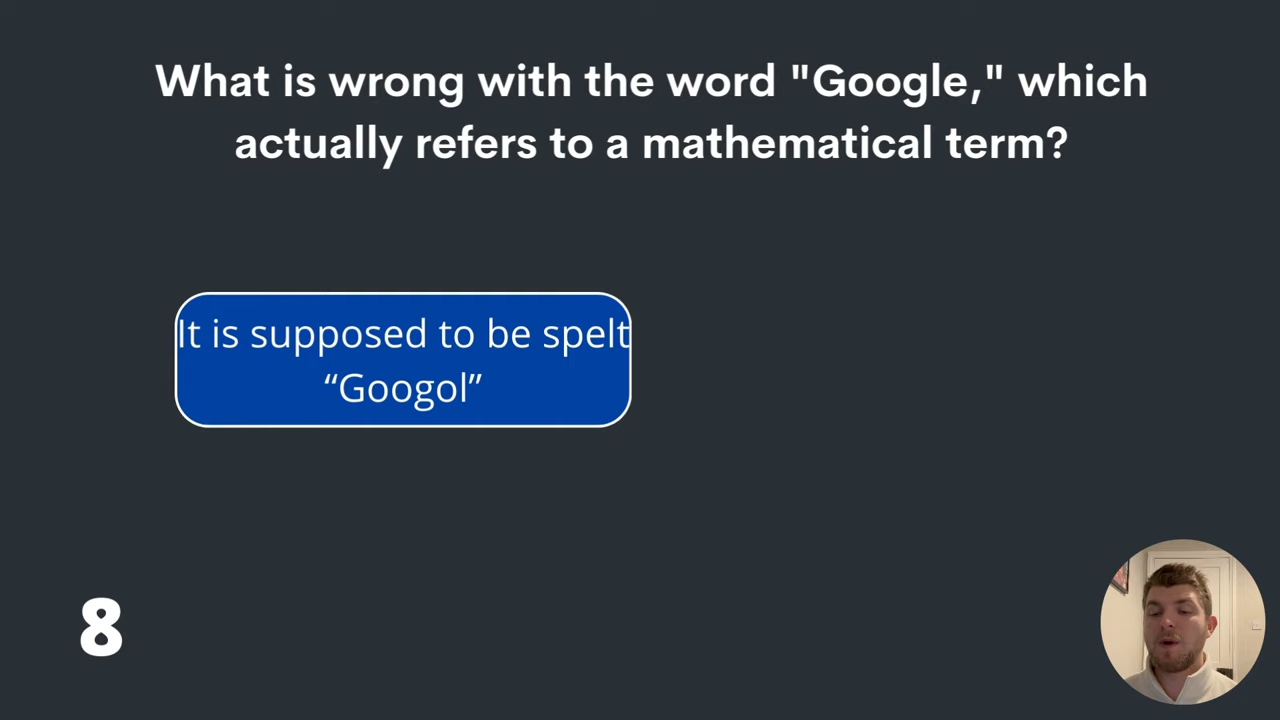 What is wrong with the word "Google," which
actually refers to a mathematical term?
It is supposed to be spelt
“Googol”
8